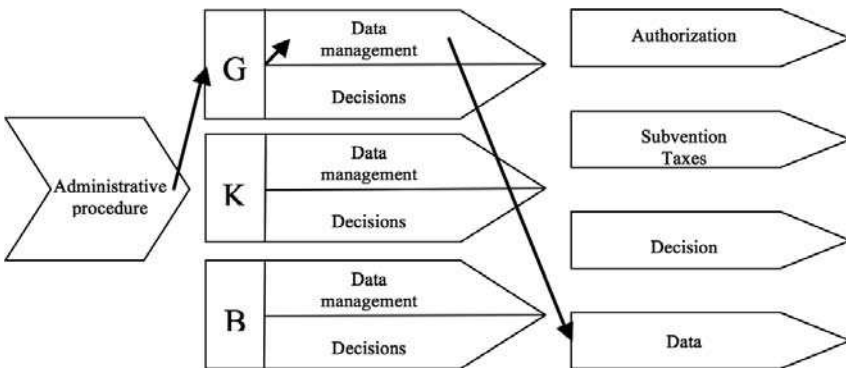 Administrative
procedure
G
Data
management
Decisions
K
Data
management
Decisions
B
Data
management
Decisions
Authorization
Subvention
Taxes
Decision
Data